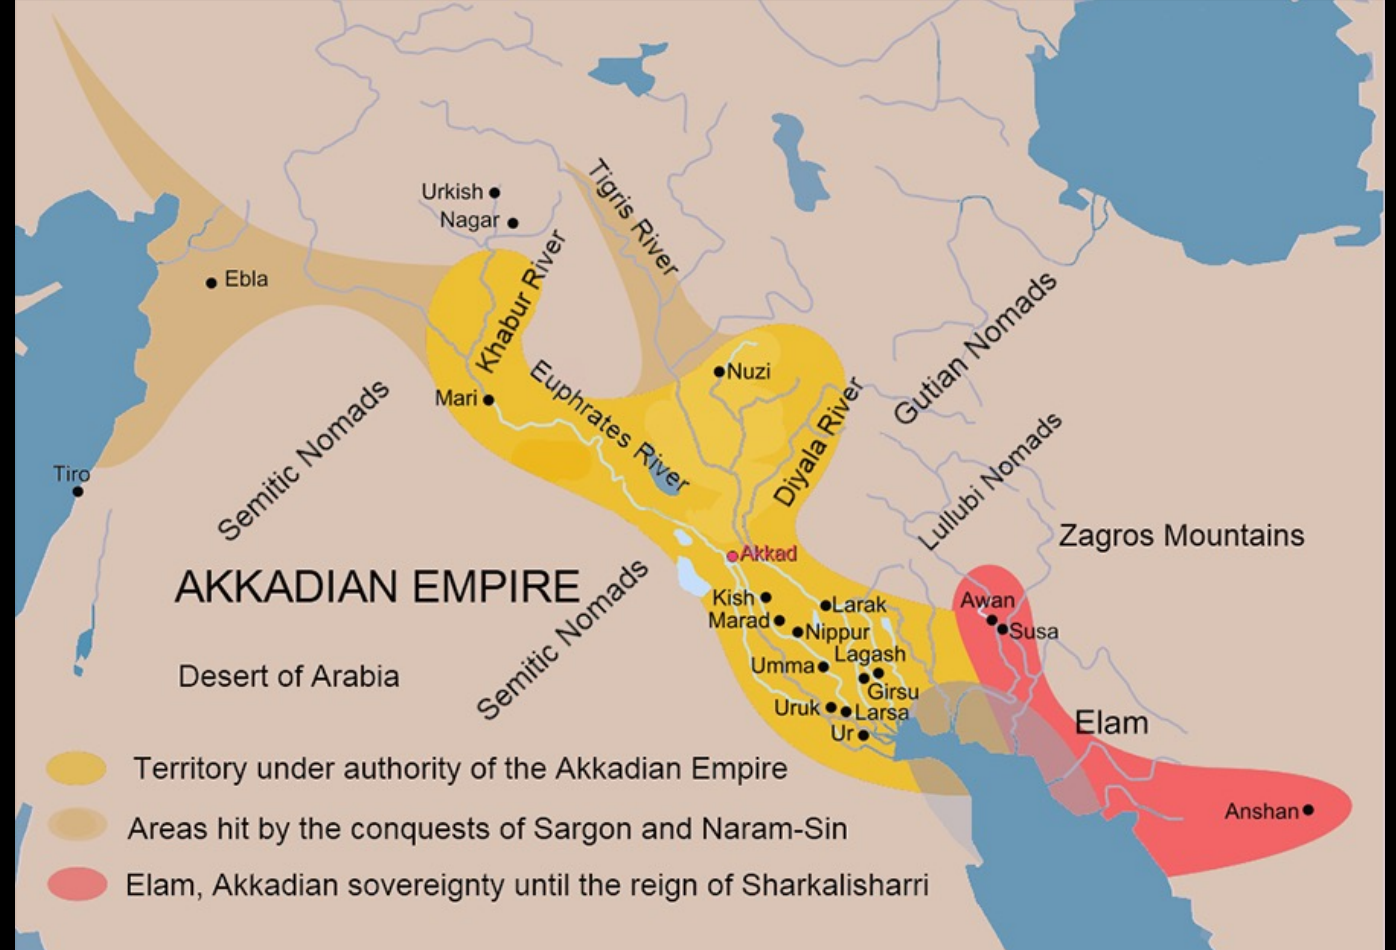 Urkish
Nagar
Tigris River
Khabur River
Ebla
Gutian Nomads
Euphrates River
Nuzi
Mari
Diyala River
Semitic Nomads
Lullubi Nomads
Tiro
Zagros Mountains
Akkad
AKKADIAN EMPIRE
Semitic Nomads
Kish
Larak
Awan
Marad
Nippur
Susa
Lagash
Umma
Desert of Arabia
Girsu
Uruk
Larsa
Elam
Ur
Territory under authority of the Akkadian Empire
Anshan
Areas hit by the conquests of Sargon and Naram-Sin
Elam, Akkadian sovereignty until the reign of Sharkalisharri